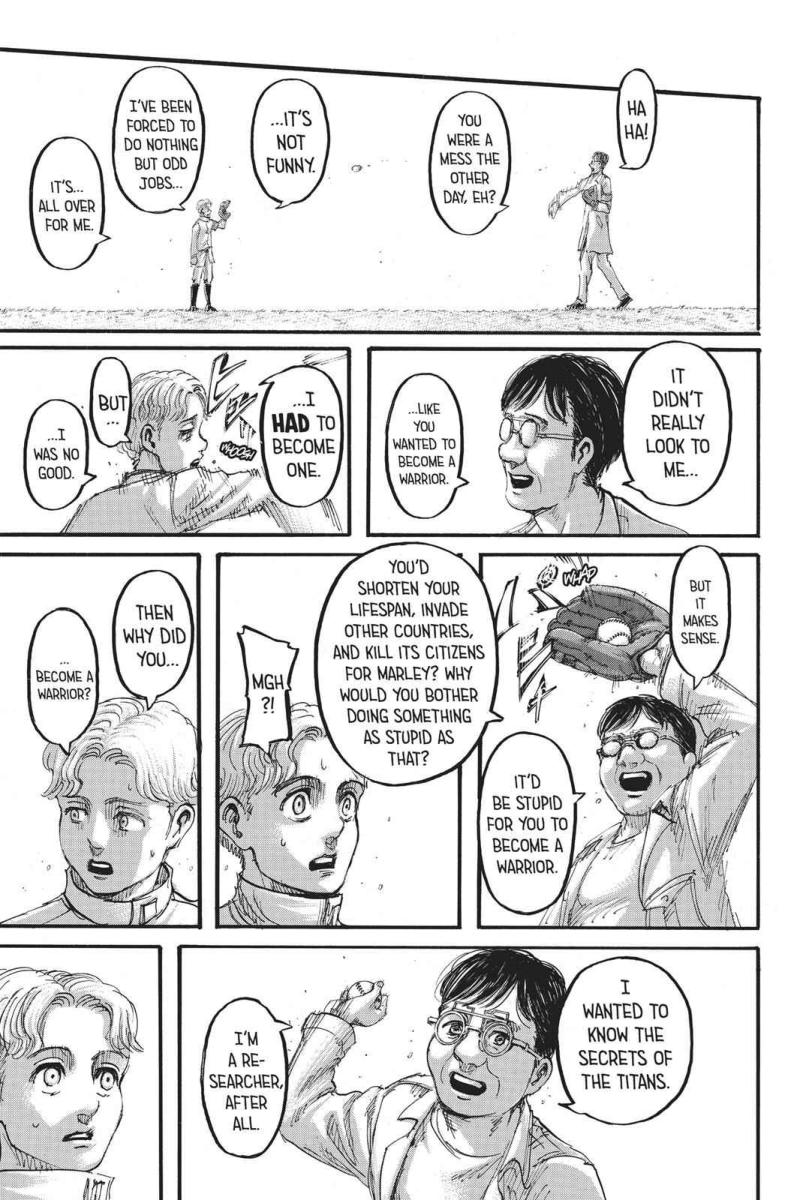 HA
HA!
YOU
WERE A
MESS THE
OTHER
DAY, EH?
...IT'S
NOT
FUNNY.
I'VE BEEN
FORCED TO
DO NOTHING
BUT ODD
JOBS...
IT'S...
ALL OVER
FOR ME.
IT
DIDN'T
REALLY
LOOK TO
ME...
...LIKE
YOU
WANTED TO
BECOME A
WARRIOR.
...I
HAD TO
BECOME
ONE.
WHOOSH
BUT
...
...I
WAS NO
GOOD.
BUT
IT
MAKES
SENSE.
WHAP
IT'D
BE STUPID
FOR YOU TO
BECOME A
WARRIOR.
YOU'D
SHORTEN YOUR
LIFESPAN, INVADE
OTHER COUNTRIES,
AND KILL ITS CITIZENS
FOR MARLEY? WHY
WOULD YOU BOTHER
DOING SOMETHING
AS STUPID AS
THAT?
MGH
?!
THEN
WHY DID
YOU...
...
BECOME A
WARRIOR?
I
WANTED TO
KNOW THE
SECRETS OF
THE TITANS.
I'M
A RE-
SEARCHER,
AFTER
ALL.